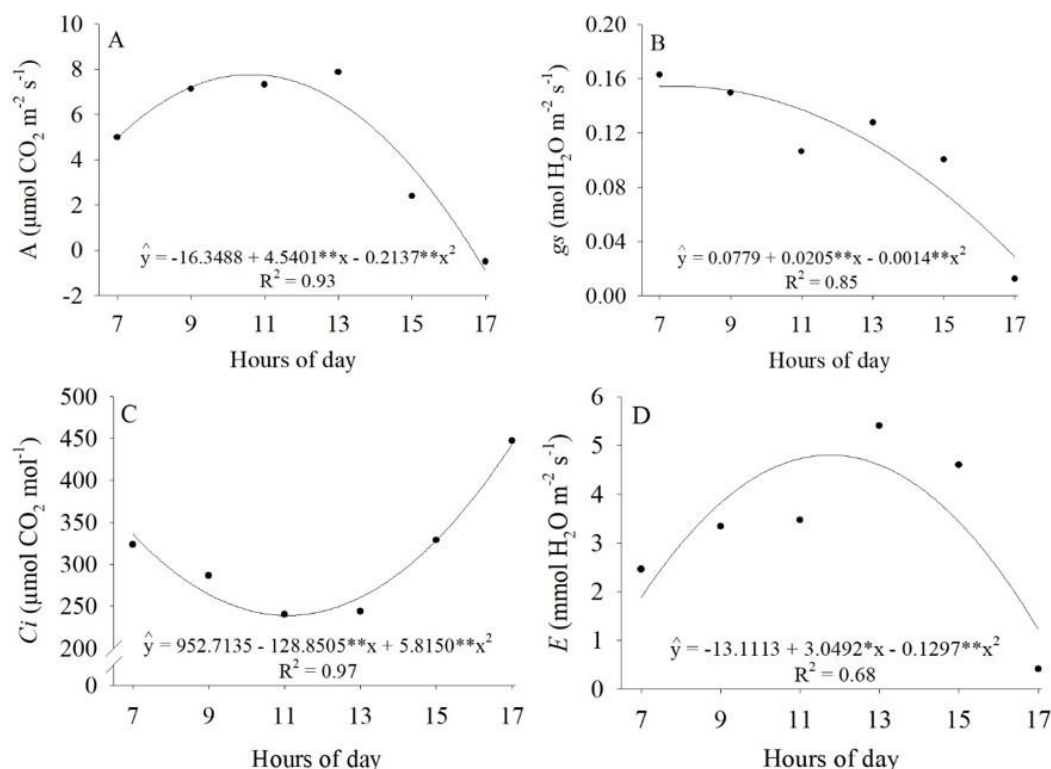 A
A (µmol CO₂ m⁻² s⁻¹)
10
8
6
4
2
0
-2
ŷ = -16.3488 + 4.5401**x - 0.2137**x²
R² = 0.93
7 9 11 13 15 17
Hours of day
B
gs (mol H₂O m⁻² s⁻¹)
0.20
0.16
0.12
0.08
0.04
0.00
ŷ = 0.0779 + 0.0205**x - 0.0014**x²
R² = 0.85
7 9 11 13 15 17
Hours of day
C
Ci (µmol CO₂ mol⁻¹)
500
450
400
350
300
250
200
0
ŷ = 952.7135 - 128.8505**x + 5.8150**x²
R² = 0.97
7 9 11 13 15 17
Hours of day
D
E (mmol H₂O m⁻² s⁻¹)
6
5
4
3
2
1
0
ŷ = -13.1113 + 3.0492*x - 0.1297**x²
R² = 0.68
7 9 11 13 15 17
Hours of day